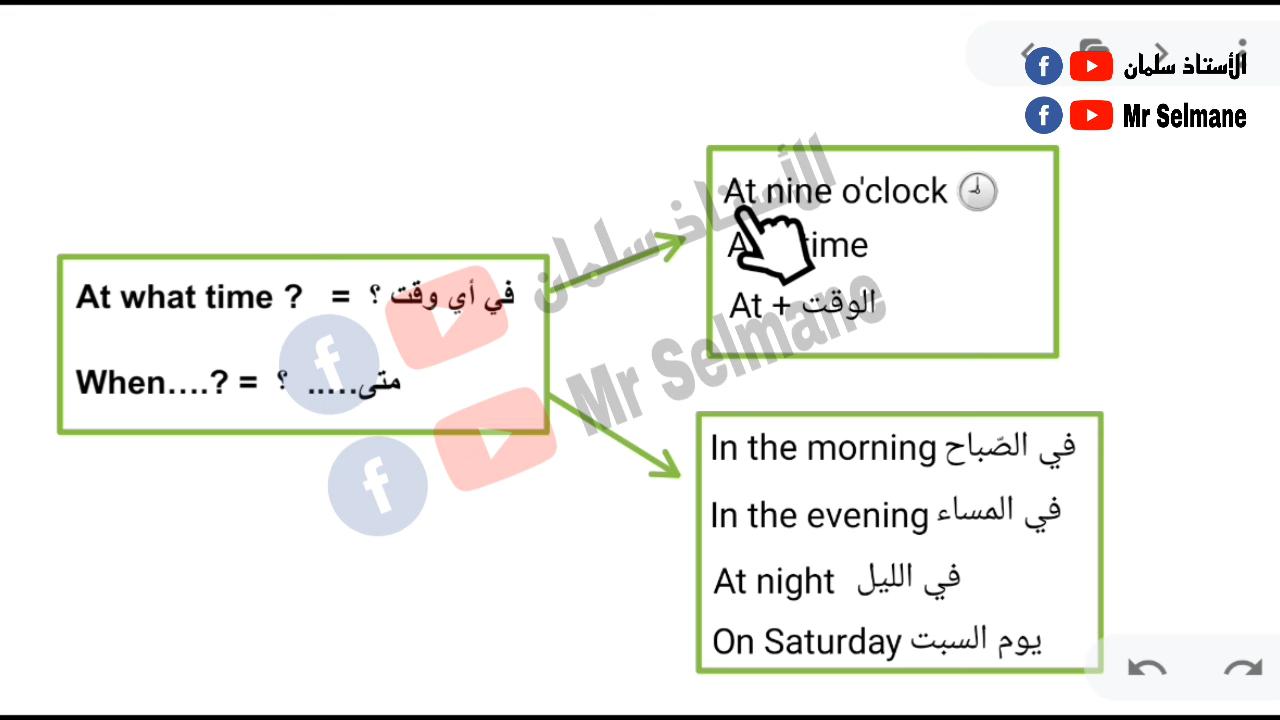 الأستاذ سلمان
Mr Selmane
At what time ? = في أي وقت ؟
When....? = متى..... ؟
At nine o'clock
time
At + الوقت
In the morning في الصّباح
In the evening في المساء
At night في الليل
On Saturday يوم السبت
الأستاذ سلمان
Mr Selmane